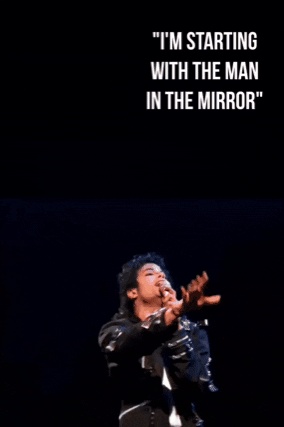 "I'M STARTING
WITH THE MAN
IN THE MIRROR"